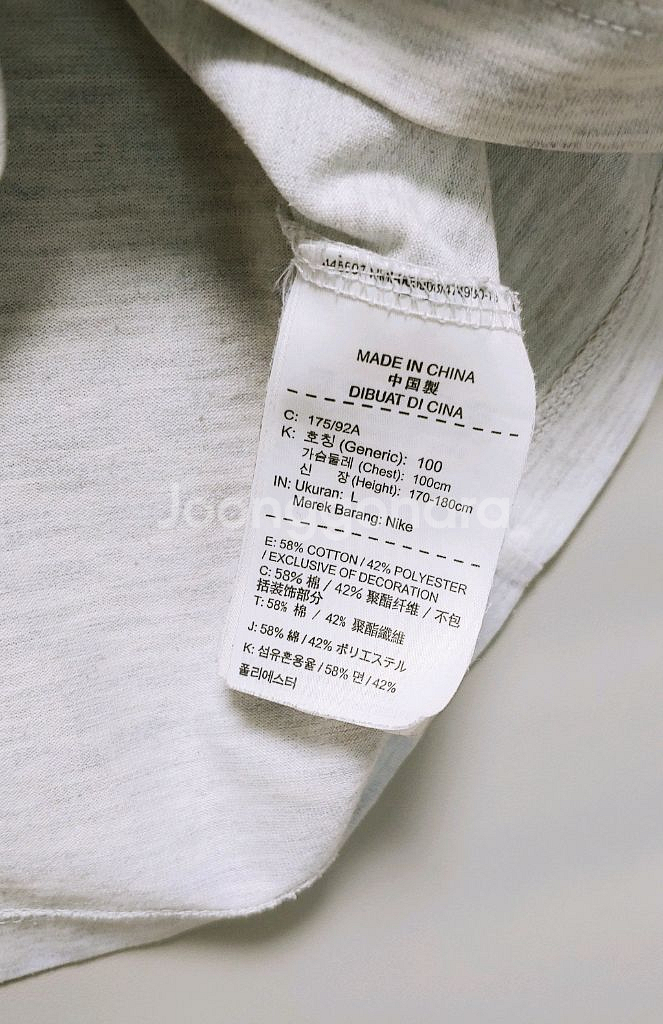 MADE IN CHINA
中国製
DIBUAT DI CINA
C: 175/92A
K: 호칭 (Generic): 100
가슴둘레 (Chest): 100cm
신 장 (Height): 170-180cm
IN: Ukuran: L
Merek Barang: Nike
Joonggonara
E: 58% COTTON / 42% POLYESTER
/ EXCLUSIVE OF DECORATION
C: 58% 棉 / 42% 聚酯纤维 / 不包
括装饰部分
T: 58% 棉 / 42% 聚酯纖維
J: 58% 綿 / 42% ポリエステル
K: 섬유혼용율 / 58% 면 / 42%
폴리에스터